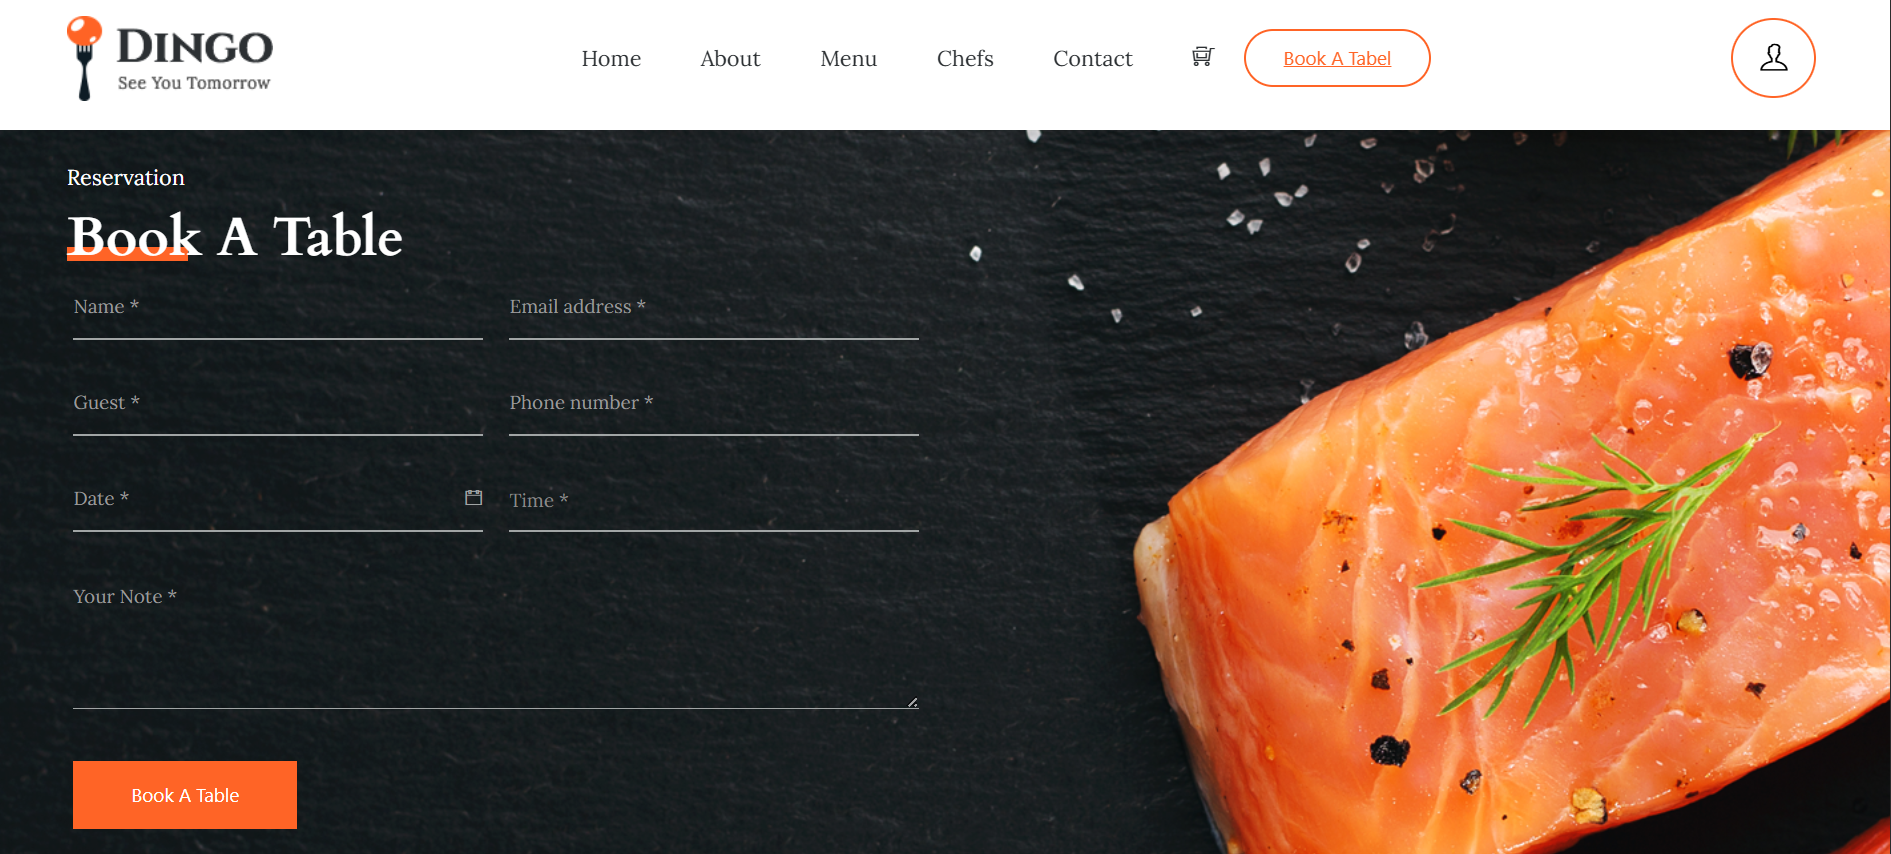 DINGO
See You Tomorrow
Home
About
Menu
Chefs
Contact
Book A Tabel
Reservation
Book A Table
Name *
Email address *
Guest *
Phone number *
Date *
Time *
Your Note *
Book A Table